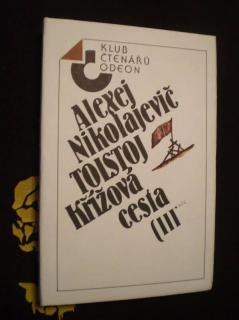 KLUB
ČTENÁŘŮ
ODEON
Alexej
Nikolajevič
TOLSTOJ
Křížová
cesta
(III.